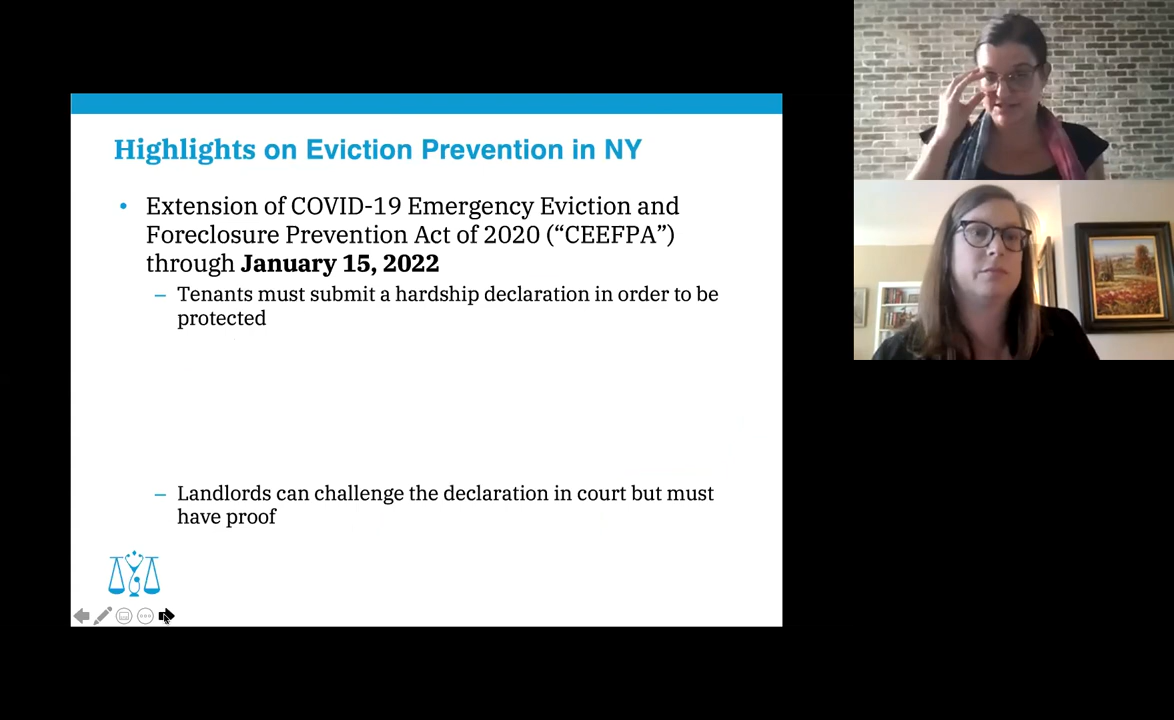 Highlights on Eviction Prevention in NY
• Extension of COVID-19 Emergency Eviction and
Foreclosure Prevention Act of 2020 (“CEEFPA”)
through January 15, 2022
– Tenants must submit a hardship declaration in order to be
protected
– Landlords can challenge the declaration in court but must
have proof